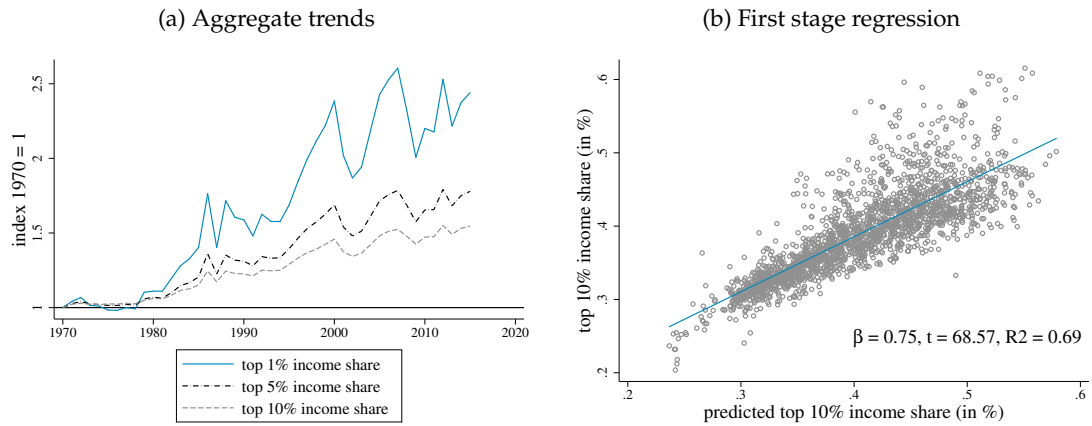 (a) Aggregate trends
index 1970 = 1
2.5
2
1.5
1
1970
1980
1990
2000
2010
2020
top 1% income share
top 5% income share
top 10% income share
(b) First stage regression
top 10% income share (in %)
.6
.5
.4
.3
.2
β = 0.75, t = 68.57, R2 = 0.69
.2
.3
.4
.5
.6
predicted top 10% income share (in %)